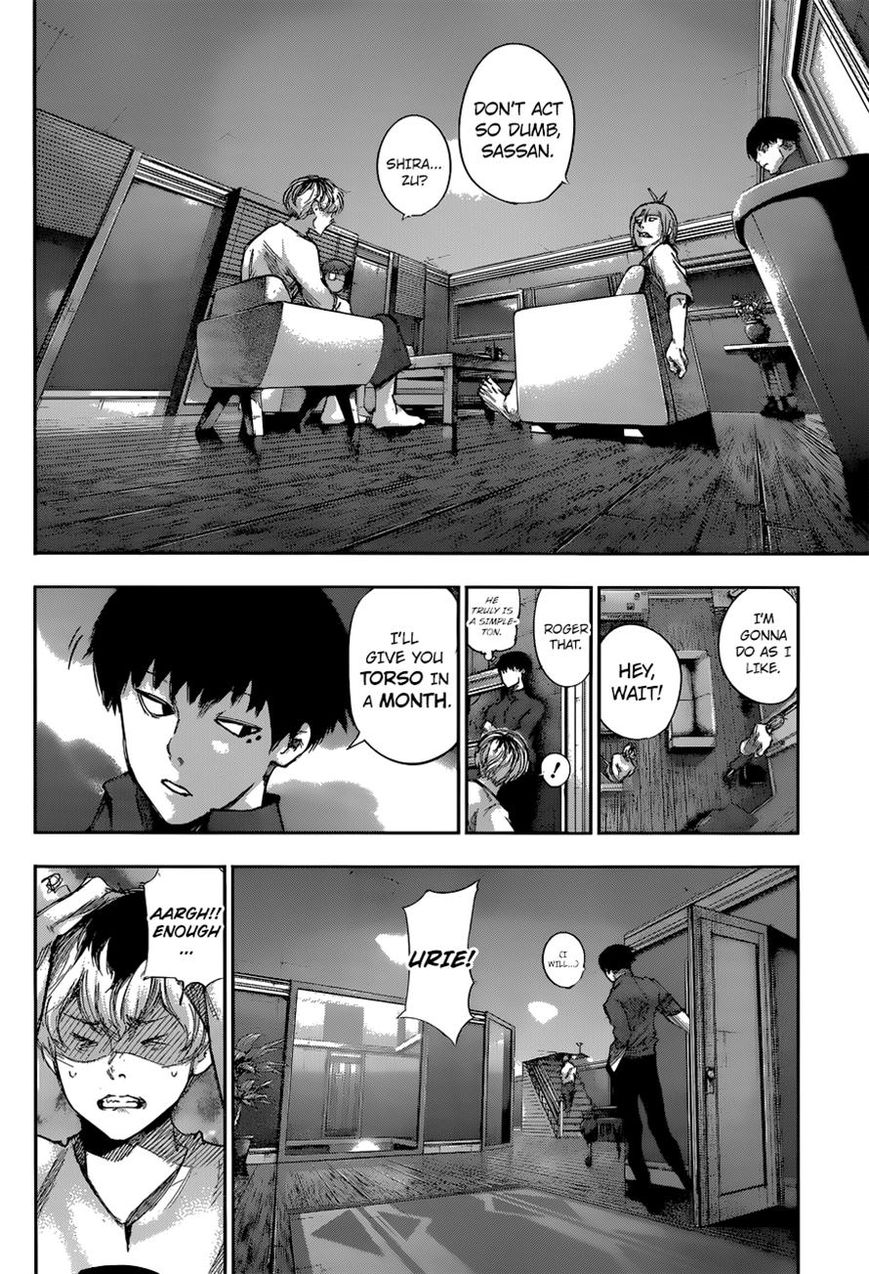 DON'T ACT
SO DUMB,
SASSAN.
SHIRA...
ZU?
I'M
GONNA
DO AS I
LIKE.
HEY,
WAIT!
ROGER
THAT.
HE
TRULY IS
A SIMPLE-
TON.
!
I'LL
GIVE YOU
TORSO IN
A MONTH.
URIE!
(I
WILL...)
AARGH!!
ENOUGH
...